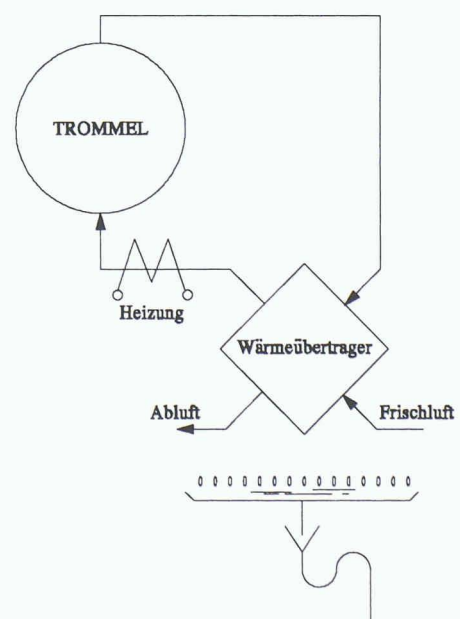 TROMMEL
Heizung
Wärmeübertrager
Abluft
Frischluft